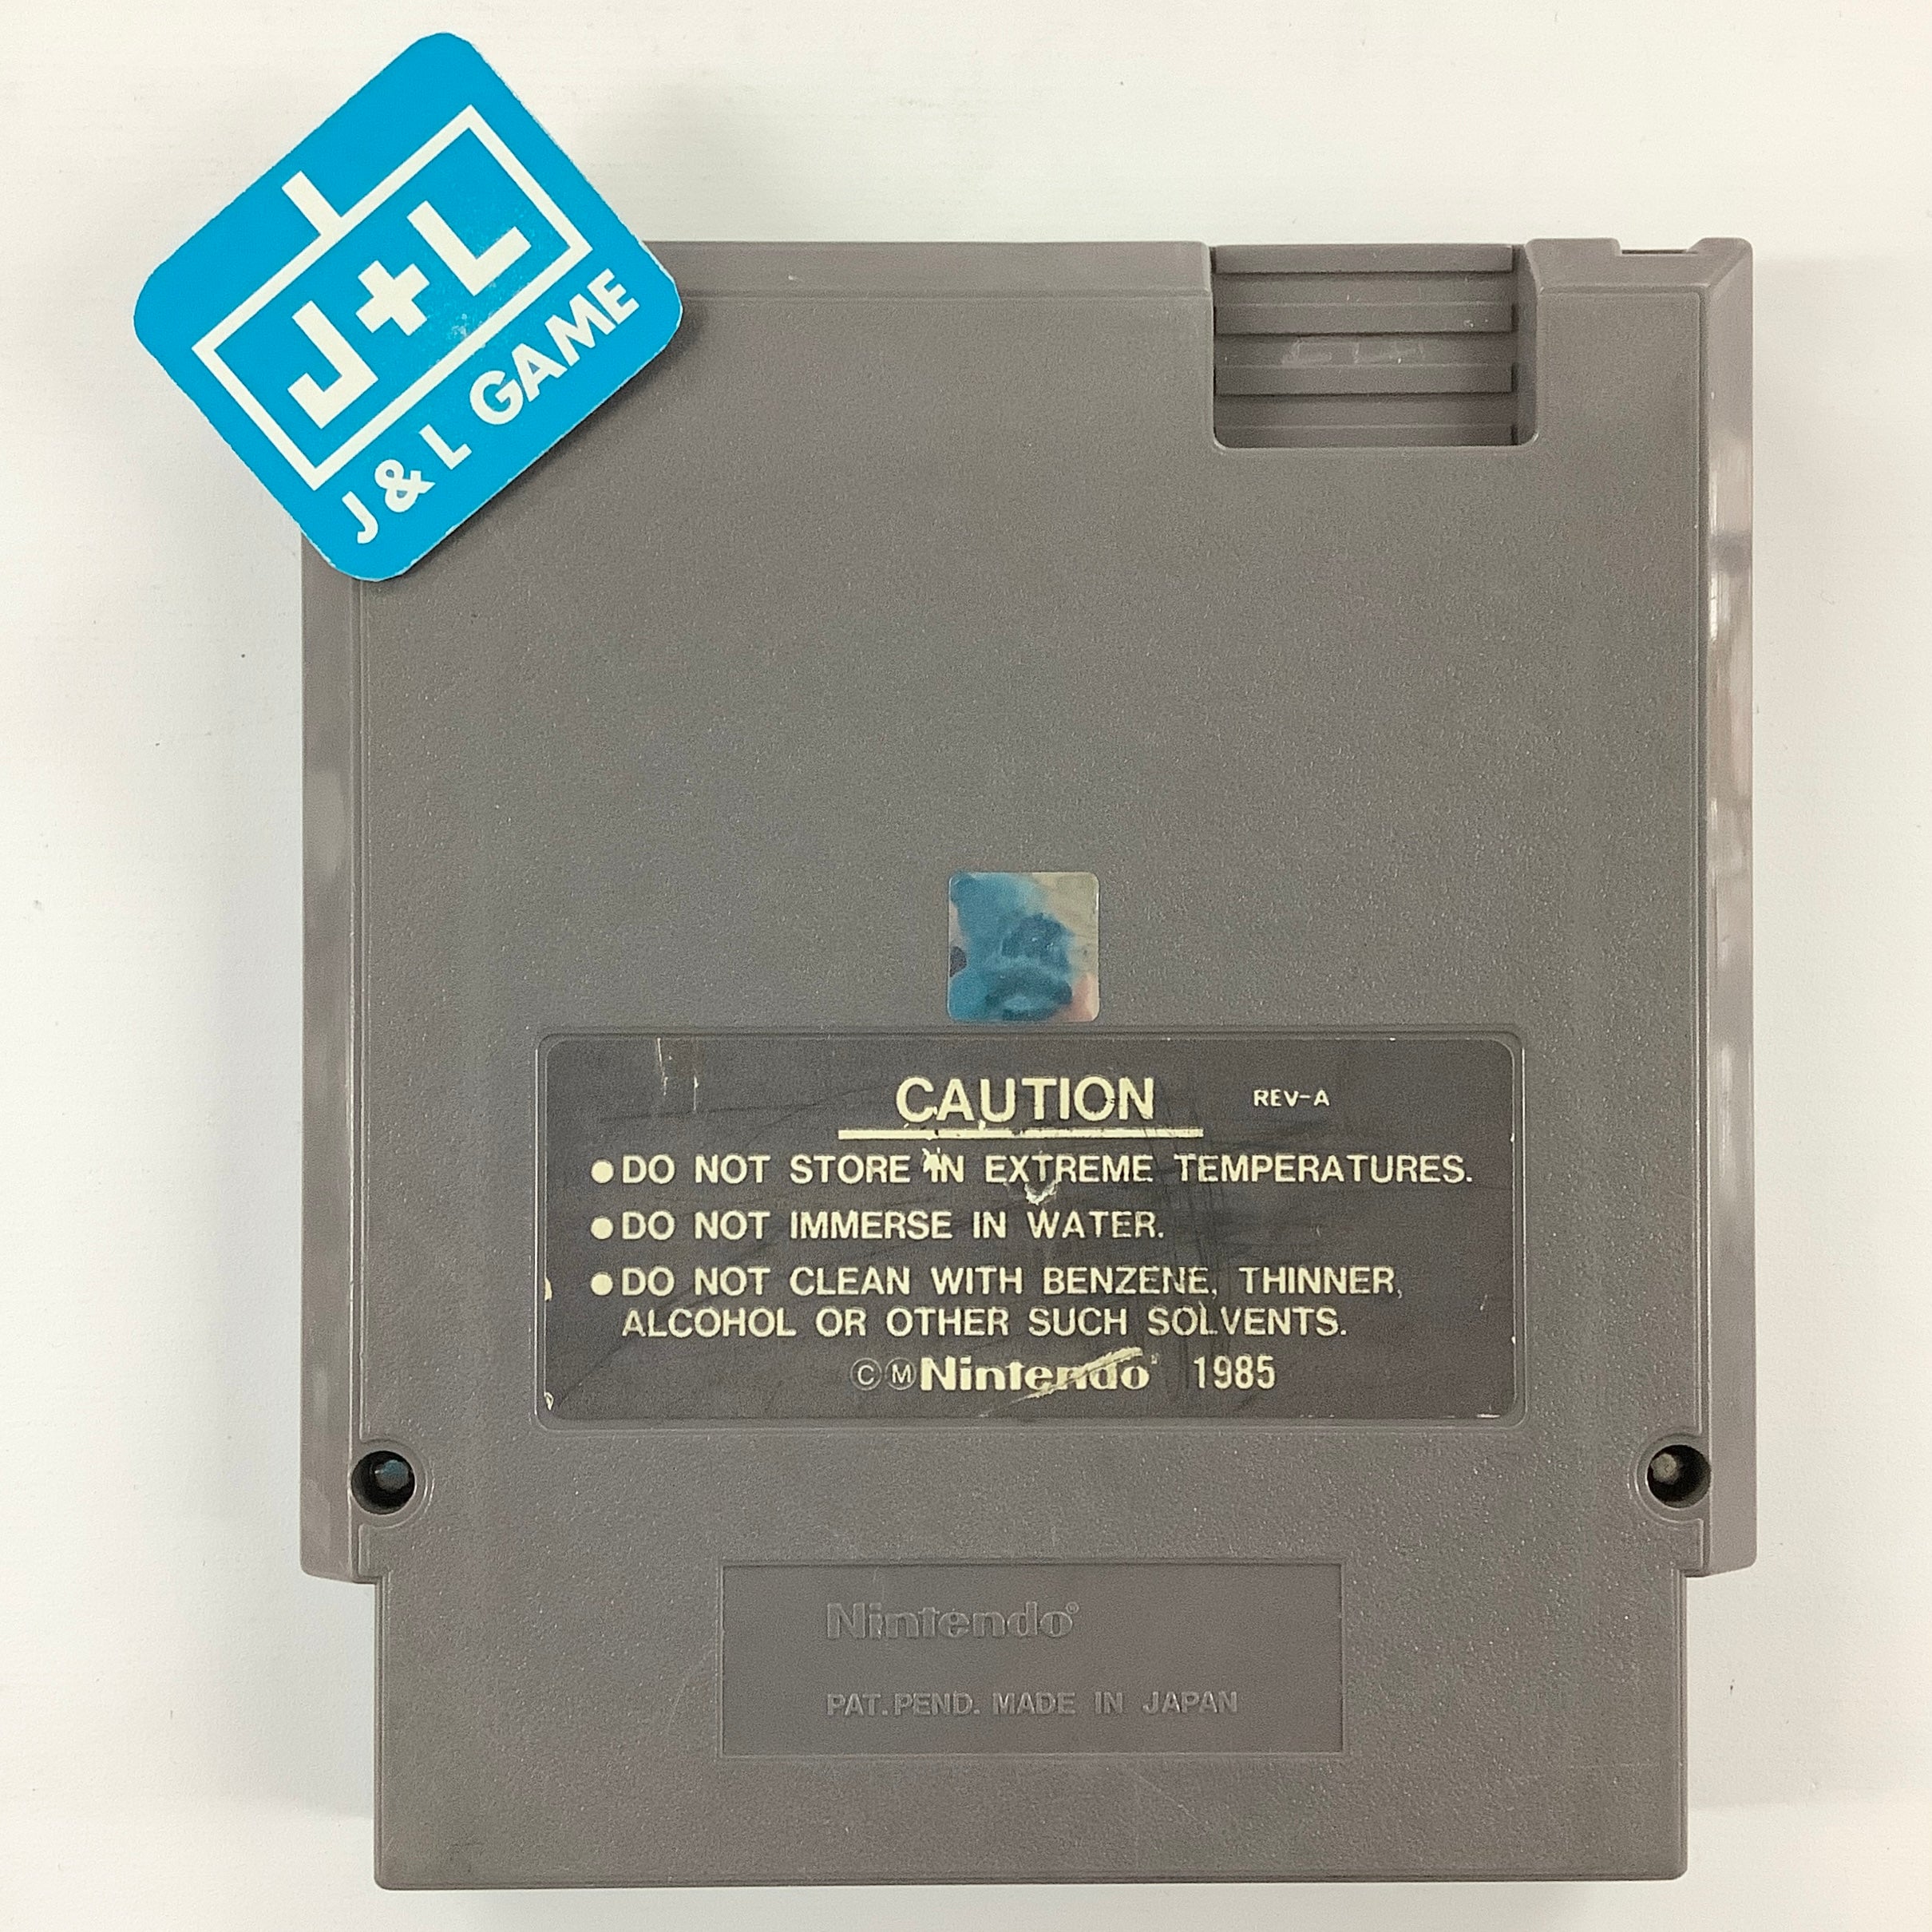 J+L
J & L GAME
CAUTION REV-A
●DO NOT STORE IN EXTREME TEMPERATURES.
●DO NOT IMMERSE IN WATER.
●DO NOT CLEAN WITH BENZENE, THINNER,
ALCOHOL OR OTHER SUCH SOLVENTS.
ⒸⓂNintendo® 1985
Nintendo®
PAT.PEND. MADE IN JAPAN